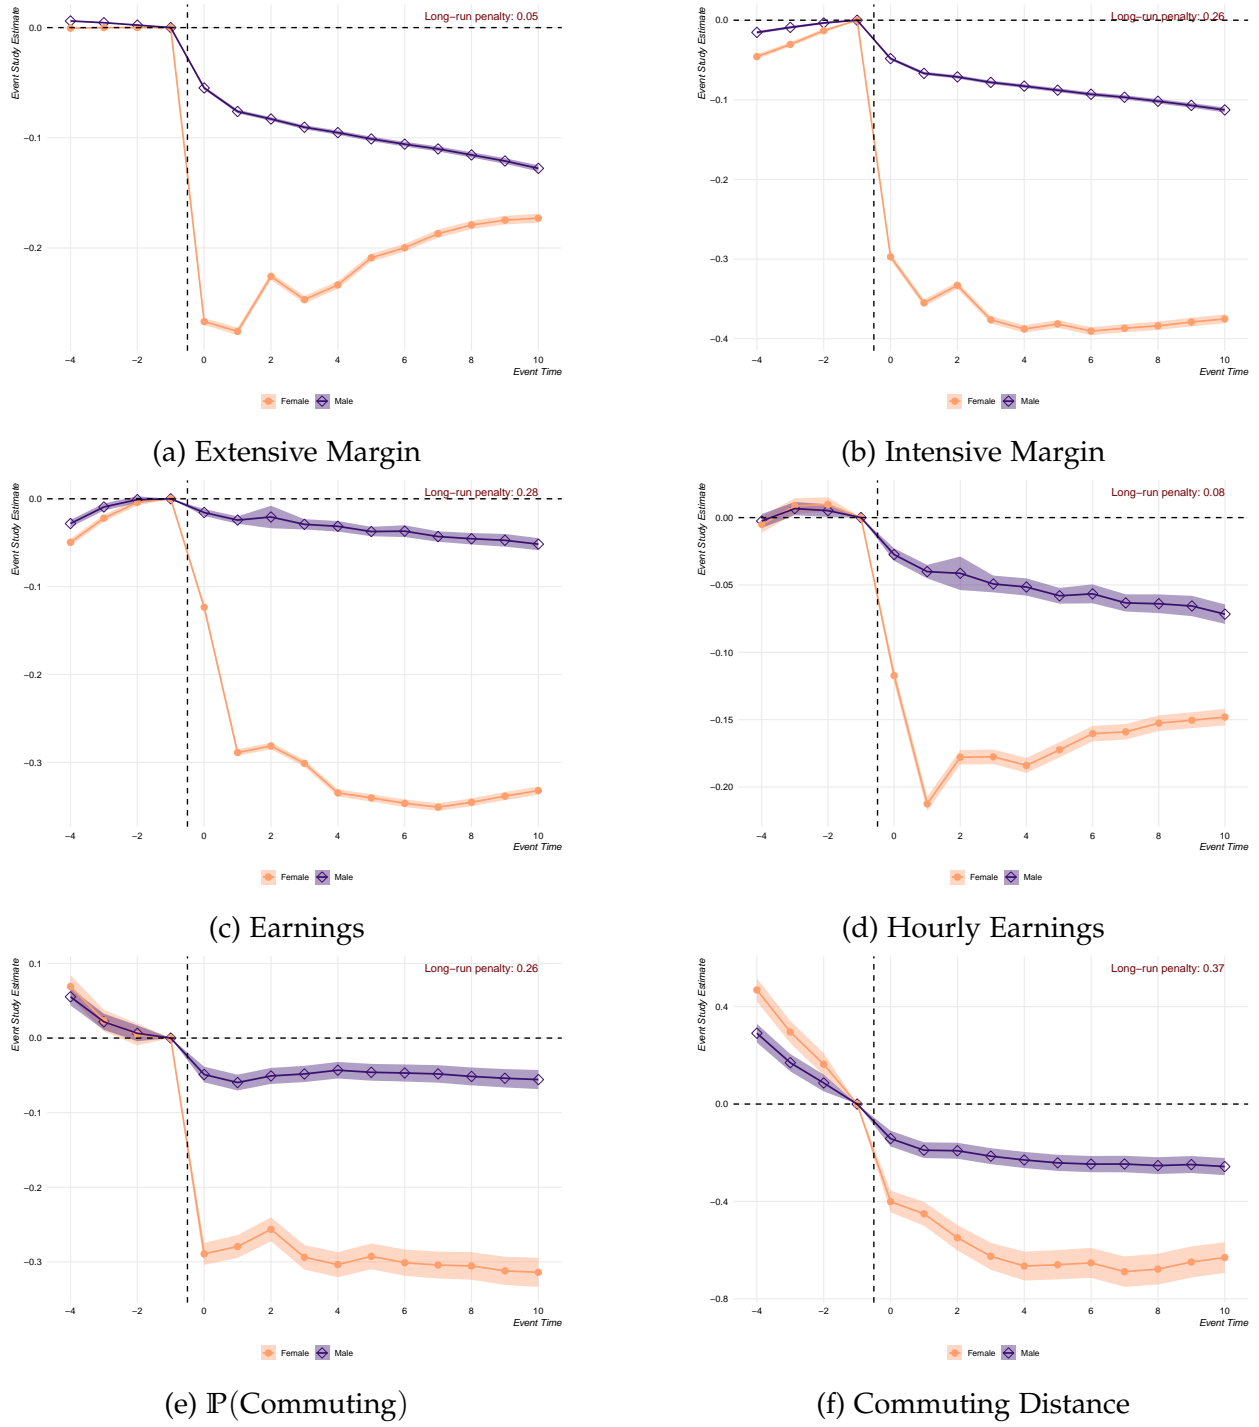 Long-run penalty: 0.05
Event Study Estimate
0.0
−0.1
−0.2
−4 −2 0 2 4 6 8 10
Event Time
Female Male
(a) Extensive Margin
Long-run penalty: 0.26
Event Study Estimate
0.0
−0.1
−0.2
−0.3
−0.4
−4 −2 0 2 4 6 8 10
Event Time
Female Male
(b) Intensive Margin
Long-run penalty: 0.28
Event Study Estimate
0.0
−0.1
−0.2
−0.3
−4 −2 0 2 4 6 8 10
Event Time
Female Male
(c) Earnings
Long-run penalty: 0.08
Event Study Estimate
0.00
−0.05
−0.10
−0.15
−0.20
−4 −2 0 2 4 6 8 10
Event Time
Female Male
(d) Hourly Earnings
Long-run penalty: 0.26
Event Study Estimate
0.1
0.0
−0.1
−0.2
−0.3
−4 −2 0 2 4 6 8 10
Event Time
Female Male
(e) ℙ(Commuting)
Long-run penalty: 0.37
Event Study Estimate
0.4
0.0
−0.4
−0.8
−4 −2 0 2 4 6 8 10
Event Time
Female Male
(f) Commuting Distance